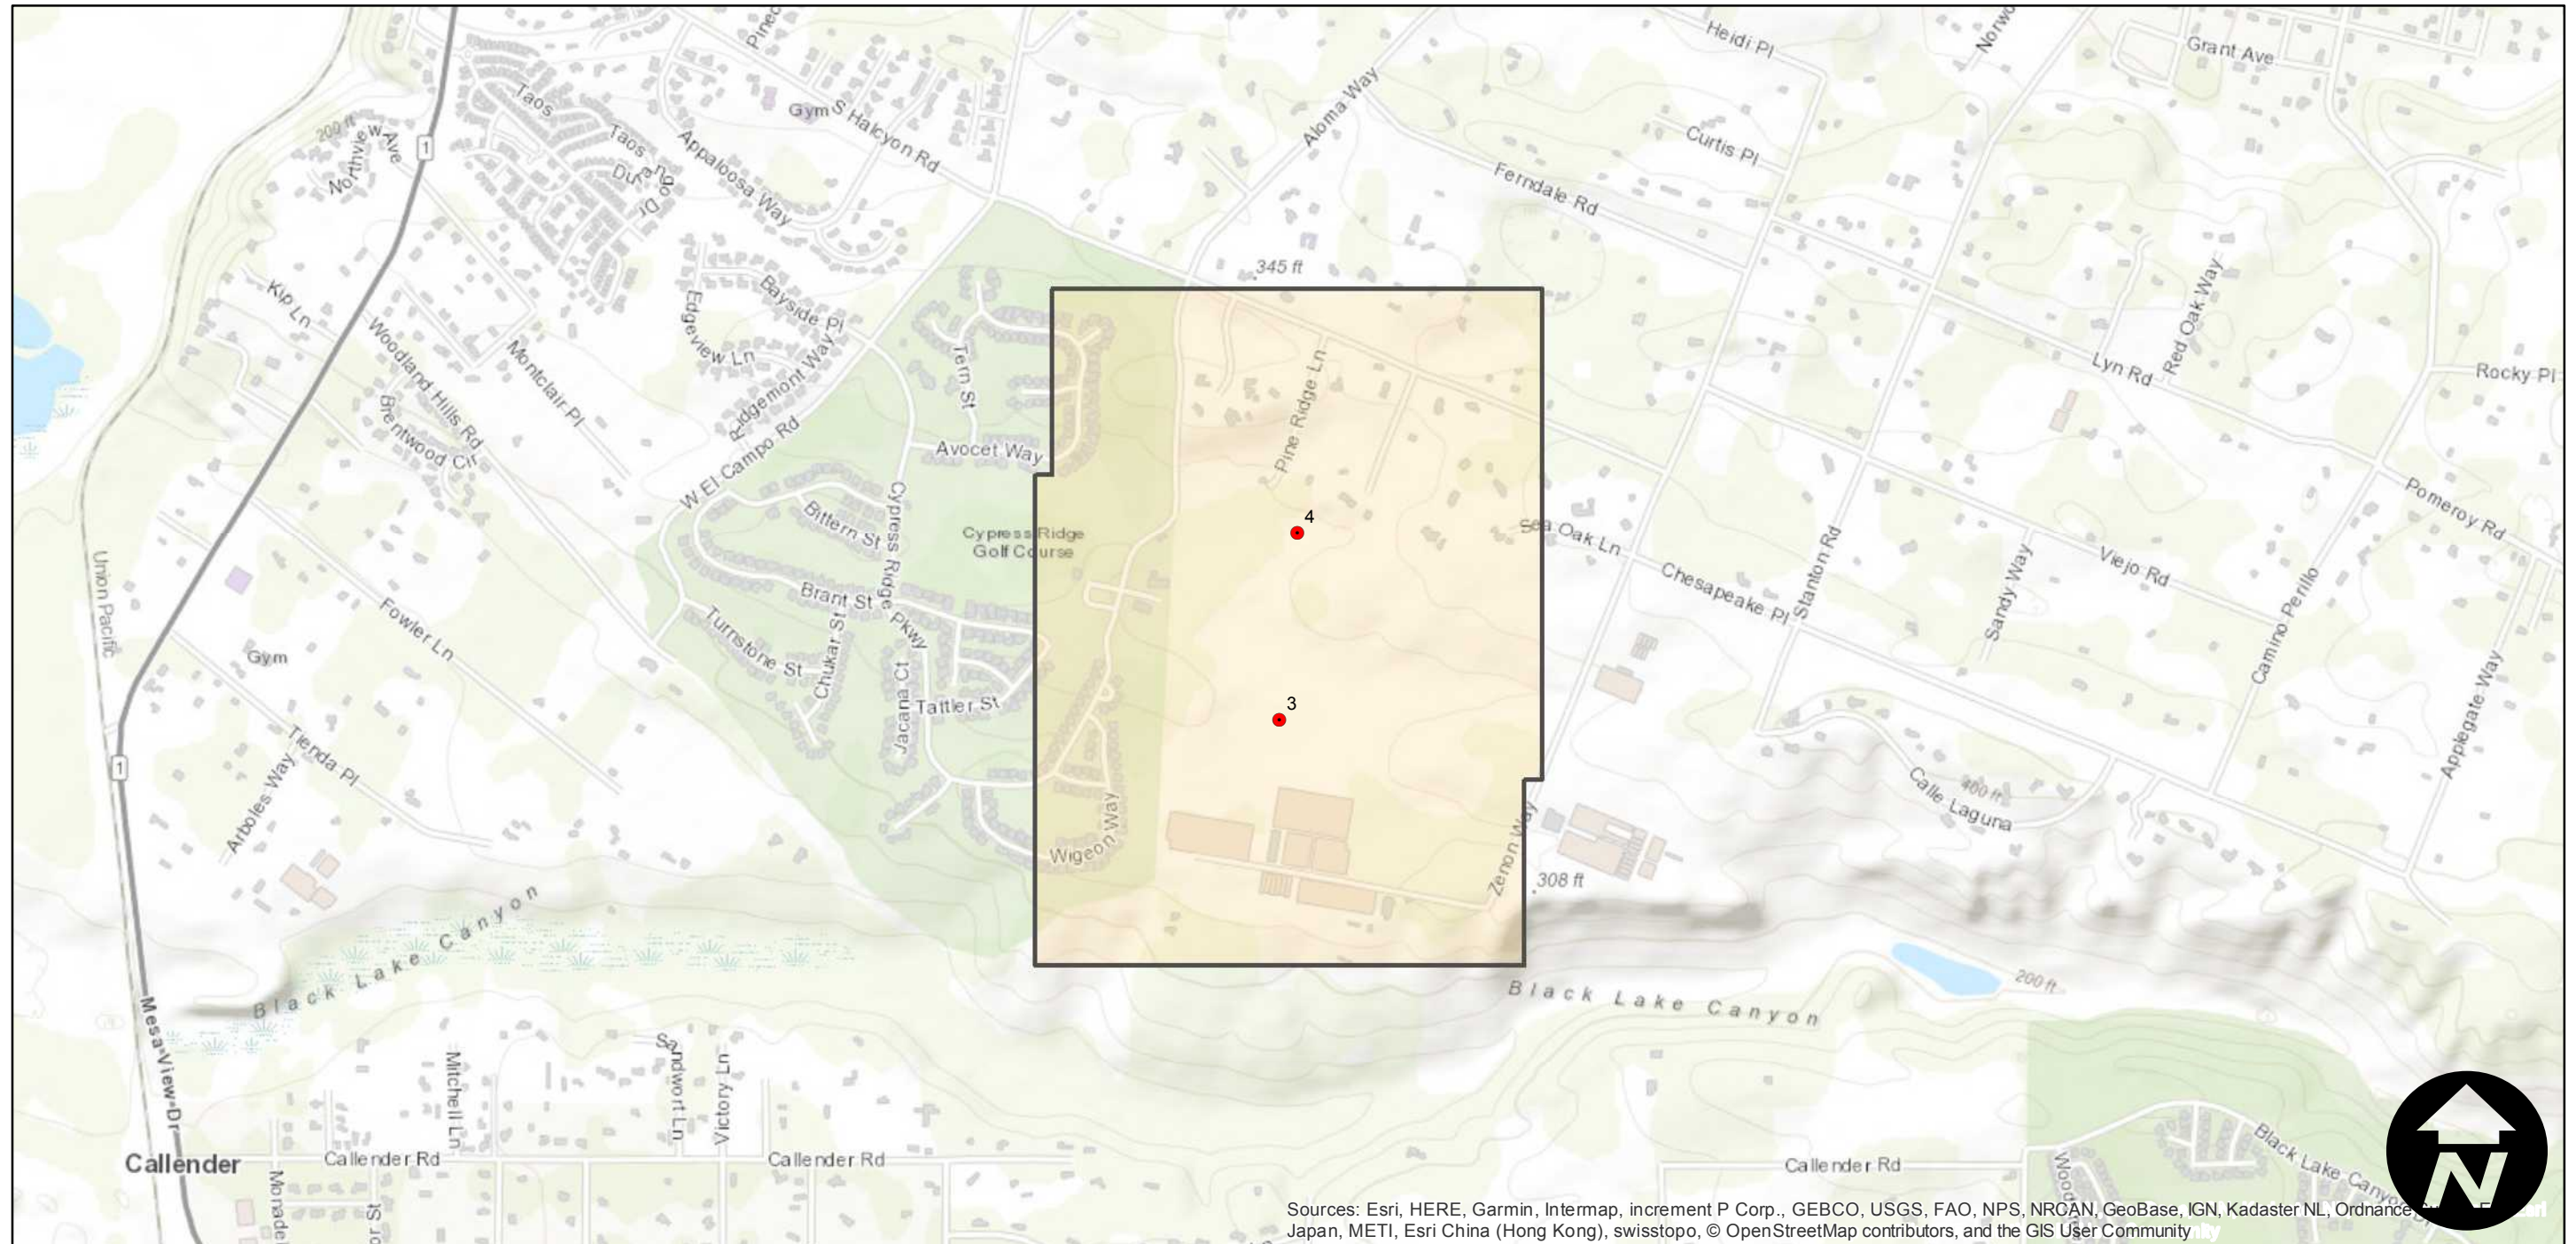 Heidi Pl
Grant Ave
Taos
Gym
S Halcyon Rd
Aloma Way
200 ft
Northview Ave
1
Taos
Durango Dr
Appaloosa Way
Curtis Pl
Ferndale Rd
345 ft
Kip Ln
Bayside Pl
Edgeview Ln
Ridgemont Way
Woodland Hills Rd
Montclair Pl
Brentwood Cir
Tern St
Pine Ridge Ln
Red Oak Way
Lyn Rd
Rocky Pl
W El Campo Rd
Avocet Way
Cypress Ridge Pkwy
Bittern St
Cypress Ridge
Golf Course
4
Sea Oak Ln
Pomeroy Rd
Union Pacific
Brant St
Chesapeake Pl
Stanton Rd
Sandy Way
Viejo Rd
Camino Perillo
Fowler Ln
Gym
Turnstone St
Chukar St
Jacana Ct
Tattler St
3
Applegate Way
Tienda Pl
1
Arboles Way
Wigeon Way
Zenon Way
308 ft
400 ft
Calle Laguna
Black Lake Canyon
Black Lake Canyon
200 ft
Mesa View Dr
Mitchell Ln
Sandwort Ln
Victory Ln
Callender
Callender Rd
Callender Rd
Callender Rd
Black Lake Canyon
N
Sources: Esri, HERE, Garmin, Intermap, increment P Corp., GEBCO, USGS, FAO, NPS, NRCAN, GeoBase, IGN, Kadaster NL, Ordnance
Japan, METI, Esri China (Hong Kong), swisstopo, © OpenStreetMap contributors, and the GIS User Community